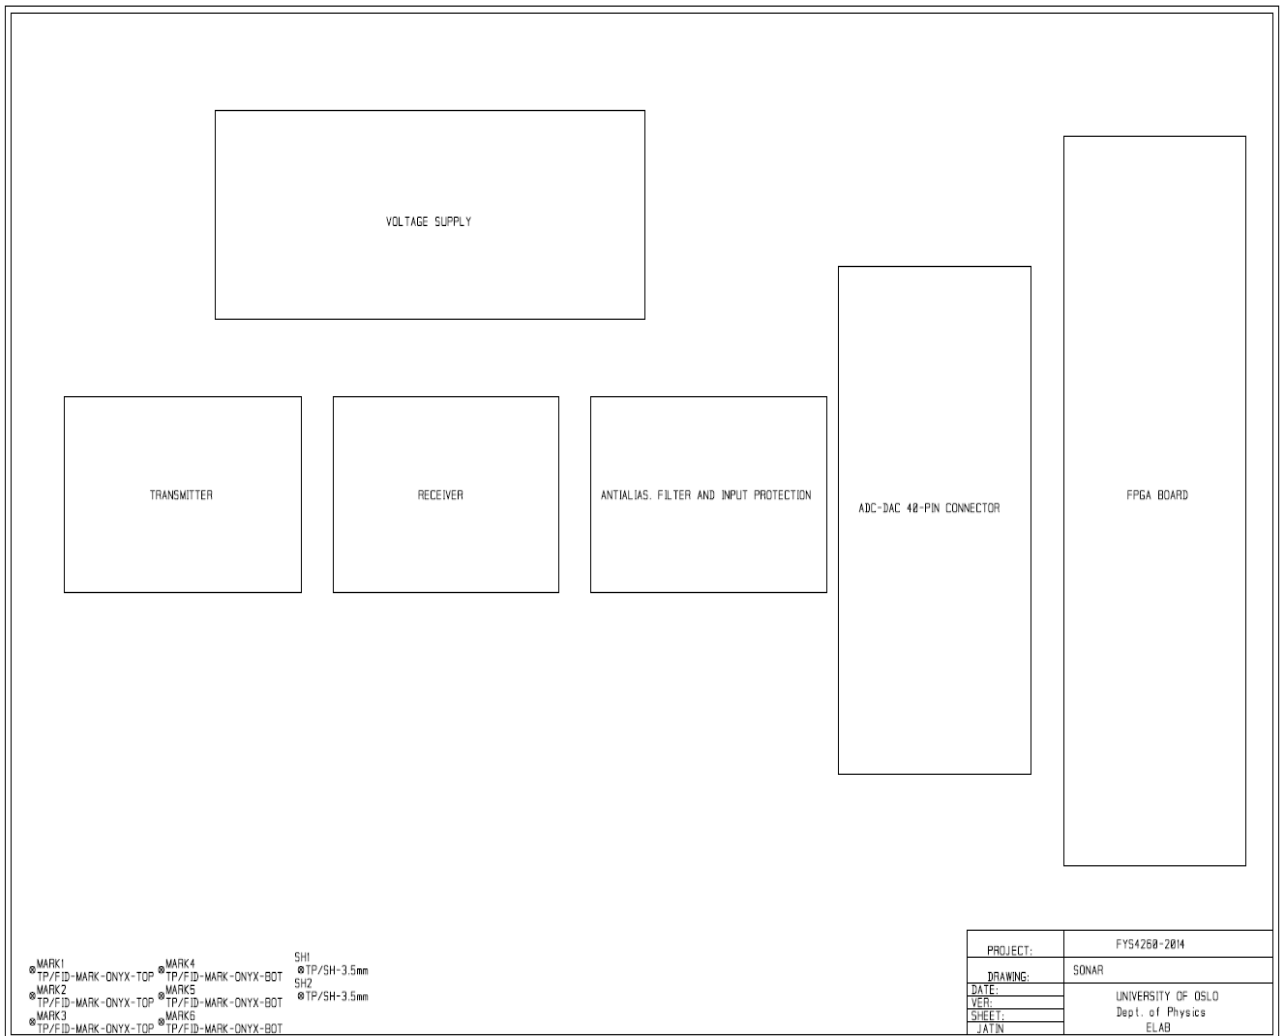 VOLTAGE SUPPLY
TRANSMITTER
RECEIVER
ANTIALIAS. FILTER AND INPUT PROTECTION
ADC-DAC 40-PIN CONNECTOR
FPGA BOARD
MARK1
TP/FID-MARK-ONYX-TOP
MARK2
TP/FID-MARK-ONYX-TOP
MARK3
TP/FID-MARK-ONYX-TOP
MARK4
TP/FID-MARK-ONYX-BOT
MARK5
TP/FID-MARK-ONYX-BOT
MARK6
TP/FID-MARK-ONYX-BOT
SH1
TP/SH-3.5mm
SH2
TP/SH-3.5mm
PROJECT: FYS4260-2014
DRAWING: SONAR
DATE:
VER:
SHEET:
JATIN
UNIVERSITY OF OSLO
Dept. of Physics
ELAB